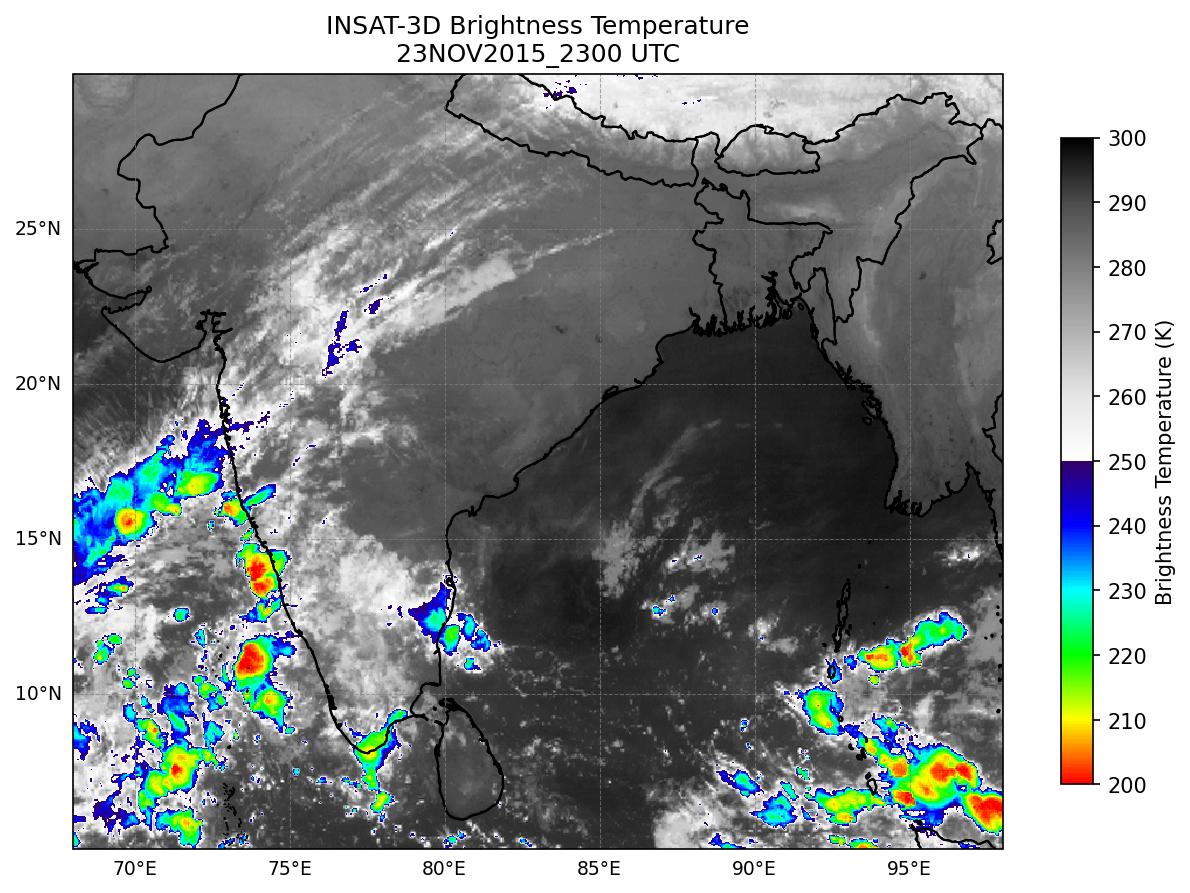 INSAT-3D Brightness Temperature
23NOV2015_2300 UTC
25°N
20°N
15°N
10°N
70°E
75°E
80°E
85°E
90°E
95°E
300
290
280
270
260
250
240
230
220
210
200
Brightness Temperature (K)